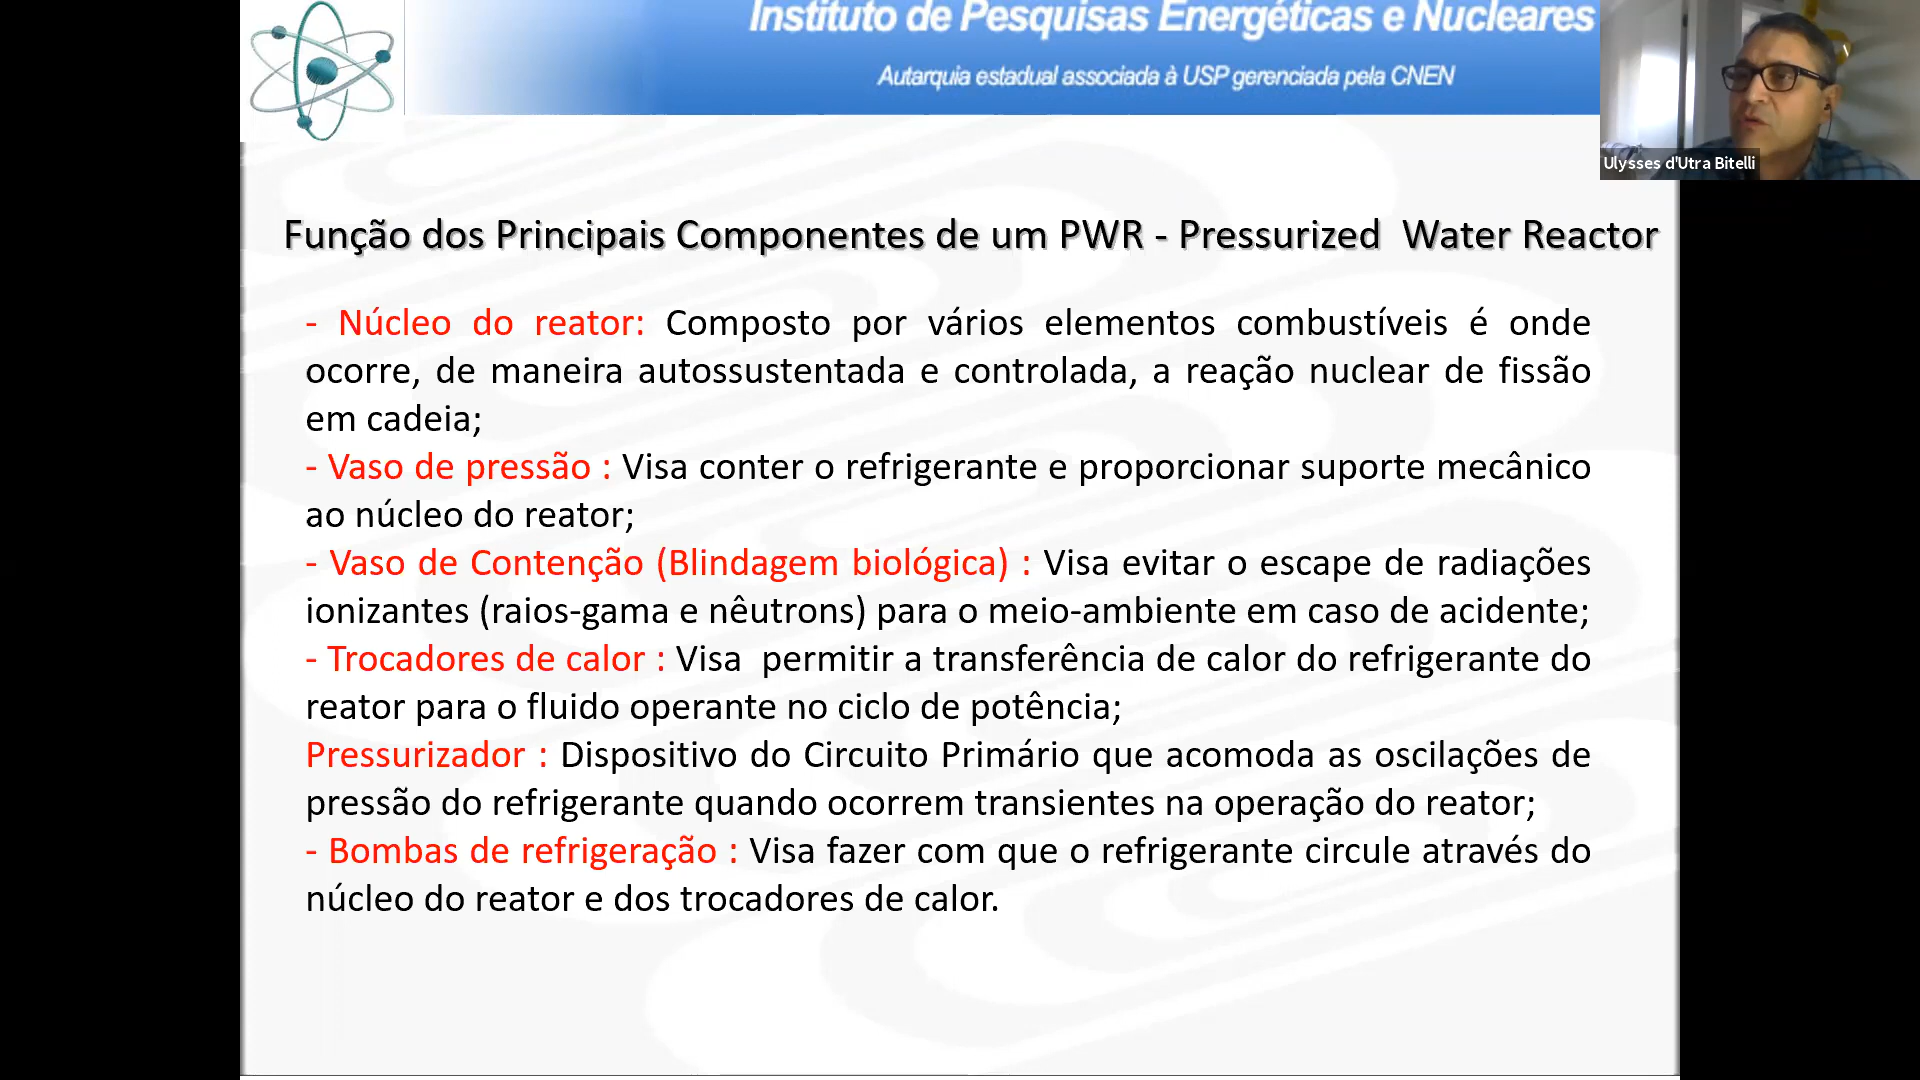 Instituto de Pesquisas Energéticas e Nucleares
Autarquia estadual associada à USP gerenciada pela CNEN
Ulysses d'Utra Bitelli
Função dos Principais Componentes de um PWR - Pressurized Water Reactor
- Núcleo do reator: Composto por vários elementos combustíveis é onde
ocorre, de maneira autossustentada e controlada, a reação nuclear de fissão
em cadeia;
- Vaso de pressão : Visa conter o refrigerante e proporcionar suporte mecânico
ao núcleo do reator;
- Vaso de Contenção (Blindagem biológica) : Visa evitar o escape de radiações
ionizantes (raios-gama e nêutrons) para o meio-ambiente em caso de acidente;
- Trocadores de calor : Visa permitir a transferência de calor do refrigerante do
reator para o fluido operante no ciclo de potência;
Pressurizador : Dispositivo do Circuito Primário que acomoda as oscilações de
pressão do refrigerante quando ocorrem transientes na operação do reator;
- Bombas de refrigeração : Visa fazer com que o refrigerante circule através do
núcleo do reator e dos trocadores de calor.